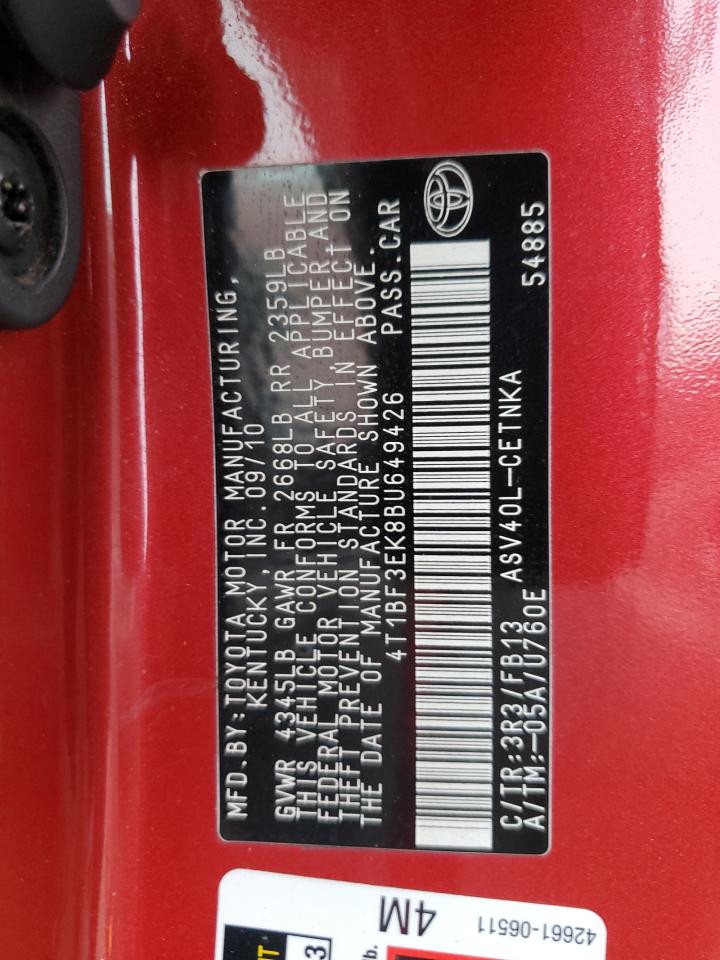 MFD.BY:TOYOTA MOTOR MANUFACTURING,
KENTUCKY, INC.09/10
GVWR 4345LB GAWR FR 2668LB RR 2359LB
THIS VEHICLE CONFORMS TO ALL APPLICABLE
FEDERAL MOTOR VEHICLE SAFETY, BUMPER AND
THEFT PREVENTION STANDARDS IN EFFECT ON
THE DATE OF MANUFACTURE SHOWN ABOVE.
4T1BF3EK8BU649426 PASS.CAR
C/TR:3R3/FB13 ASV40L-CETNKA
A/TM:-05A/U760E 54885
4M
42661-06511